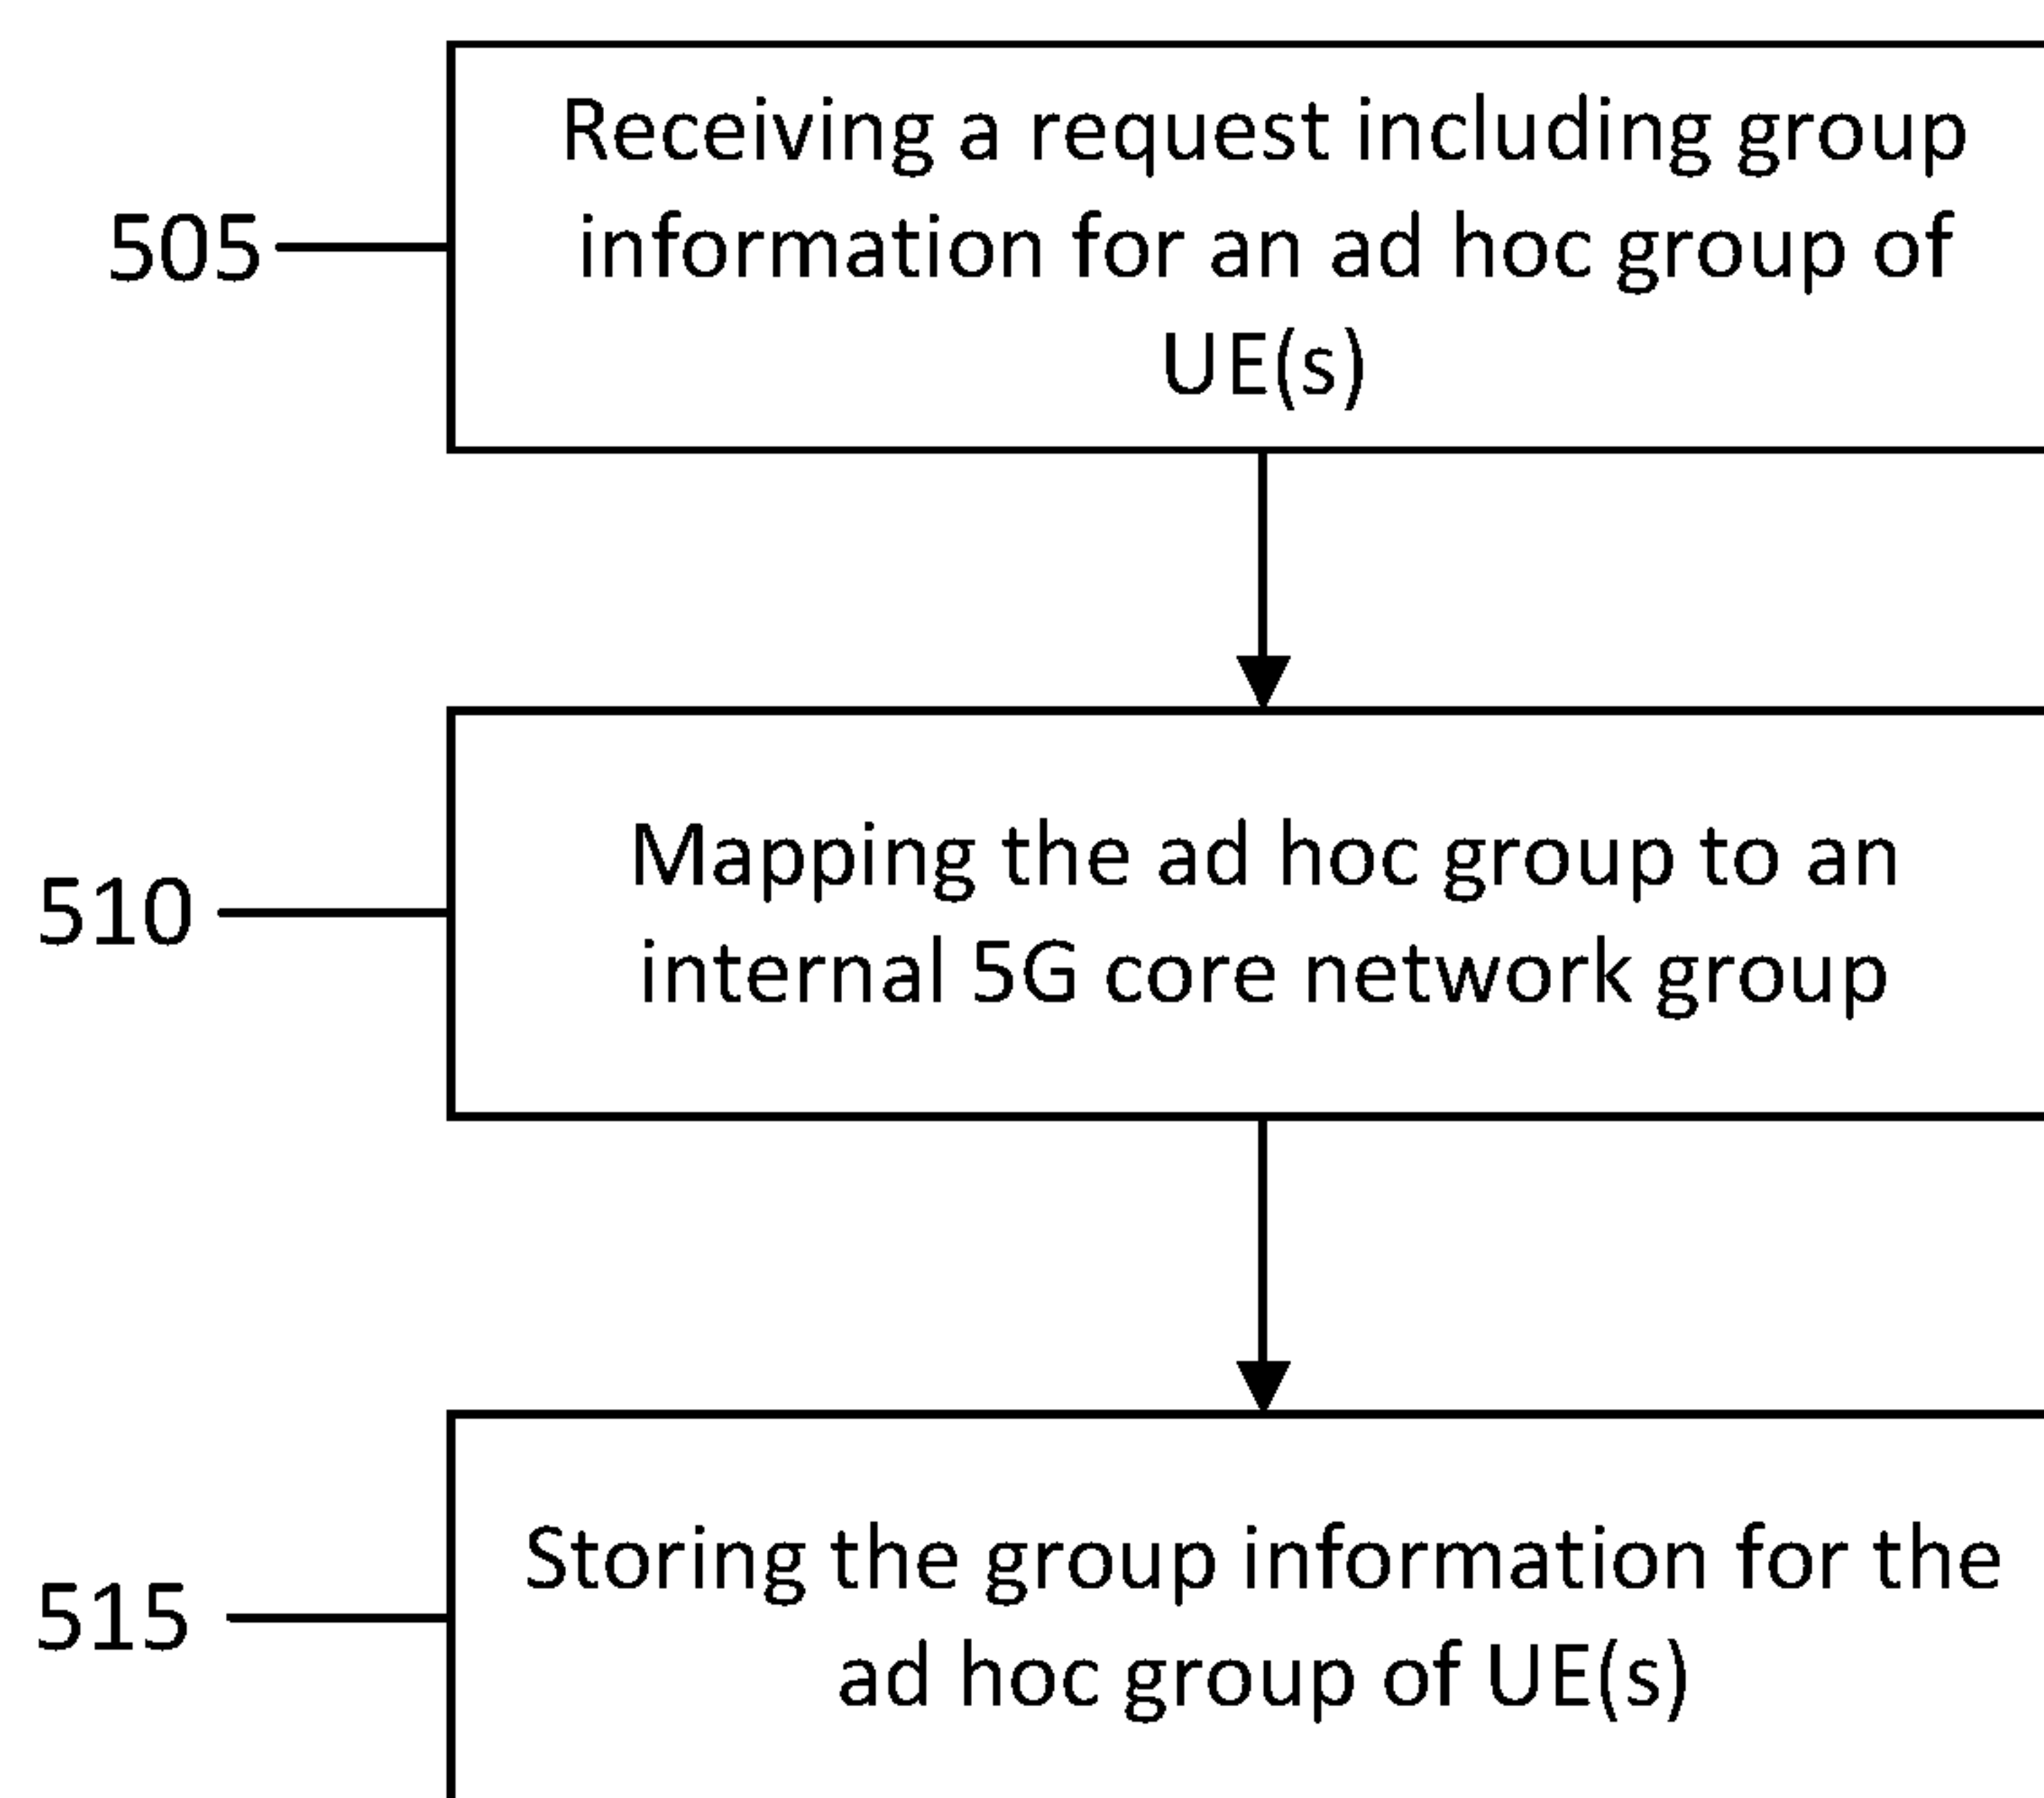 Receiving a request including group
505
information for an ad hoc group of
UE(s)
Mapping the ad hoc group to an
510
internal 5G core network group
Storing the group information for the
515
ad hoc group of UE(s)